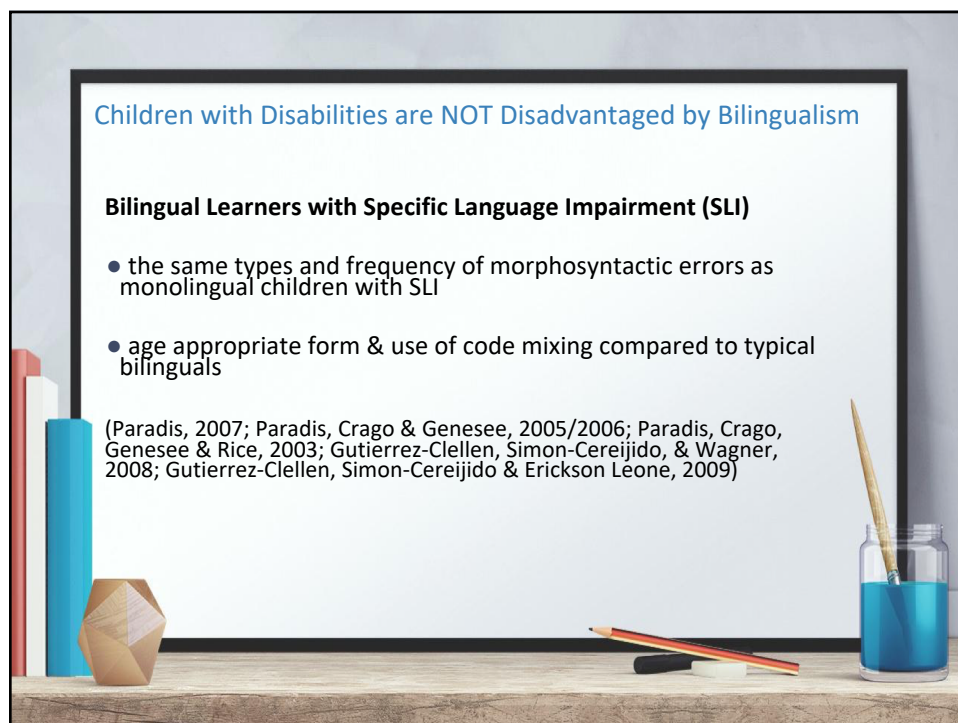 Children with Disabilities are NOT Disadvantaged by Bilingualism
Bilingual Learners with Specific Language Impairment (SLI)
● the same types and frequency of morphosyntactic errors as
monolingual children with SLI
● age appropriate form & use of code mixing compared to typical
bilinguals
(Paradis, 2007; Paradis, Crago & Genesee, 2005/2006; Paradis, Crago,
Genesee & Rice, 2003; Gutierrez-Clellen, Simon-Cereijido, & Wagner,
2008; Gutierrez-Clellen, Simon-Cereijido & Erickson Leone, 2009)